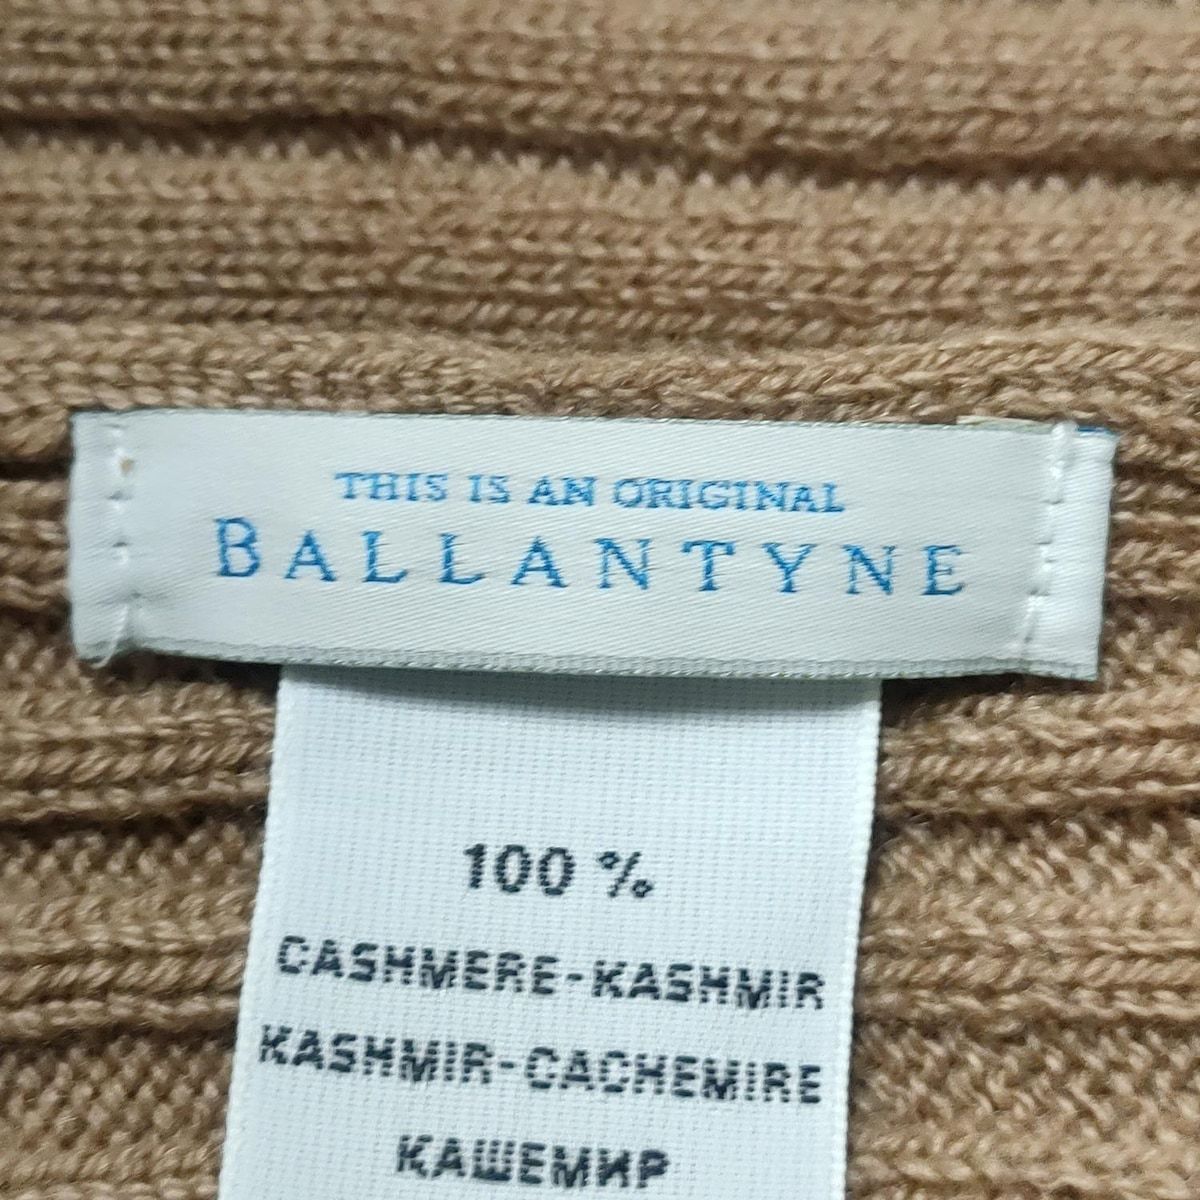 THIS IS AN ORIGINAL
BALLANTYNE
100 %
CASHMERE-KASHMIR
KASHMIR-CACHEMIRE
КАШЕМИР